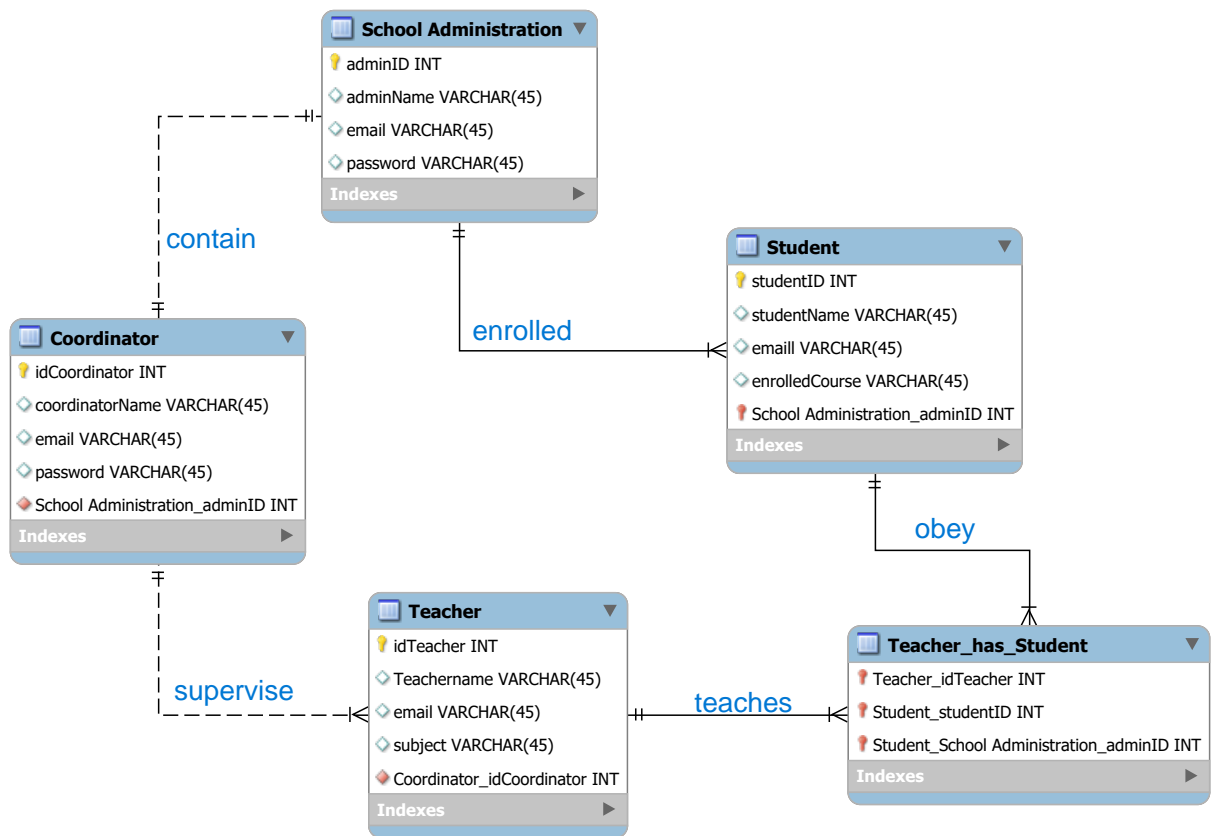 School Administration
adminID INT
adminName VARCHAR(45)
email VARCHAR(45)
password VARCHAR(45)
Indexes
contain
enrolled
Student
studentID INT
studentName VARCHAR(45)
emaill VARCHAR(45)
enrolledCourse VARCHAR(45)
School Administration_adminID INT
Indexes
Coordinator
idCoordinator INT
coordinatorName VARCHAR(45)
email VARCHAR(45)
password VARCHAR(45)
School Administration_adminID INT
Indexes
obey
supervise
Teacher
idTeacher INT
Teachername VARCHAR(45)
email VARCHAR(45)
subject VARCHAR(45)
Coordinator_idCoordinator INT
Indexes
teaches
Teacher_has_Student
Teacher_idTeacher INT
Student_studentID INT
Student_School Administration_adminID INT
Indexes